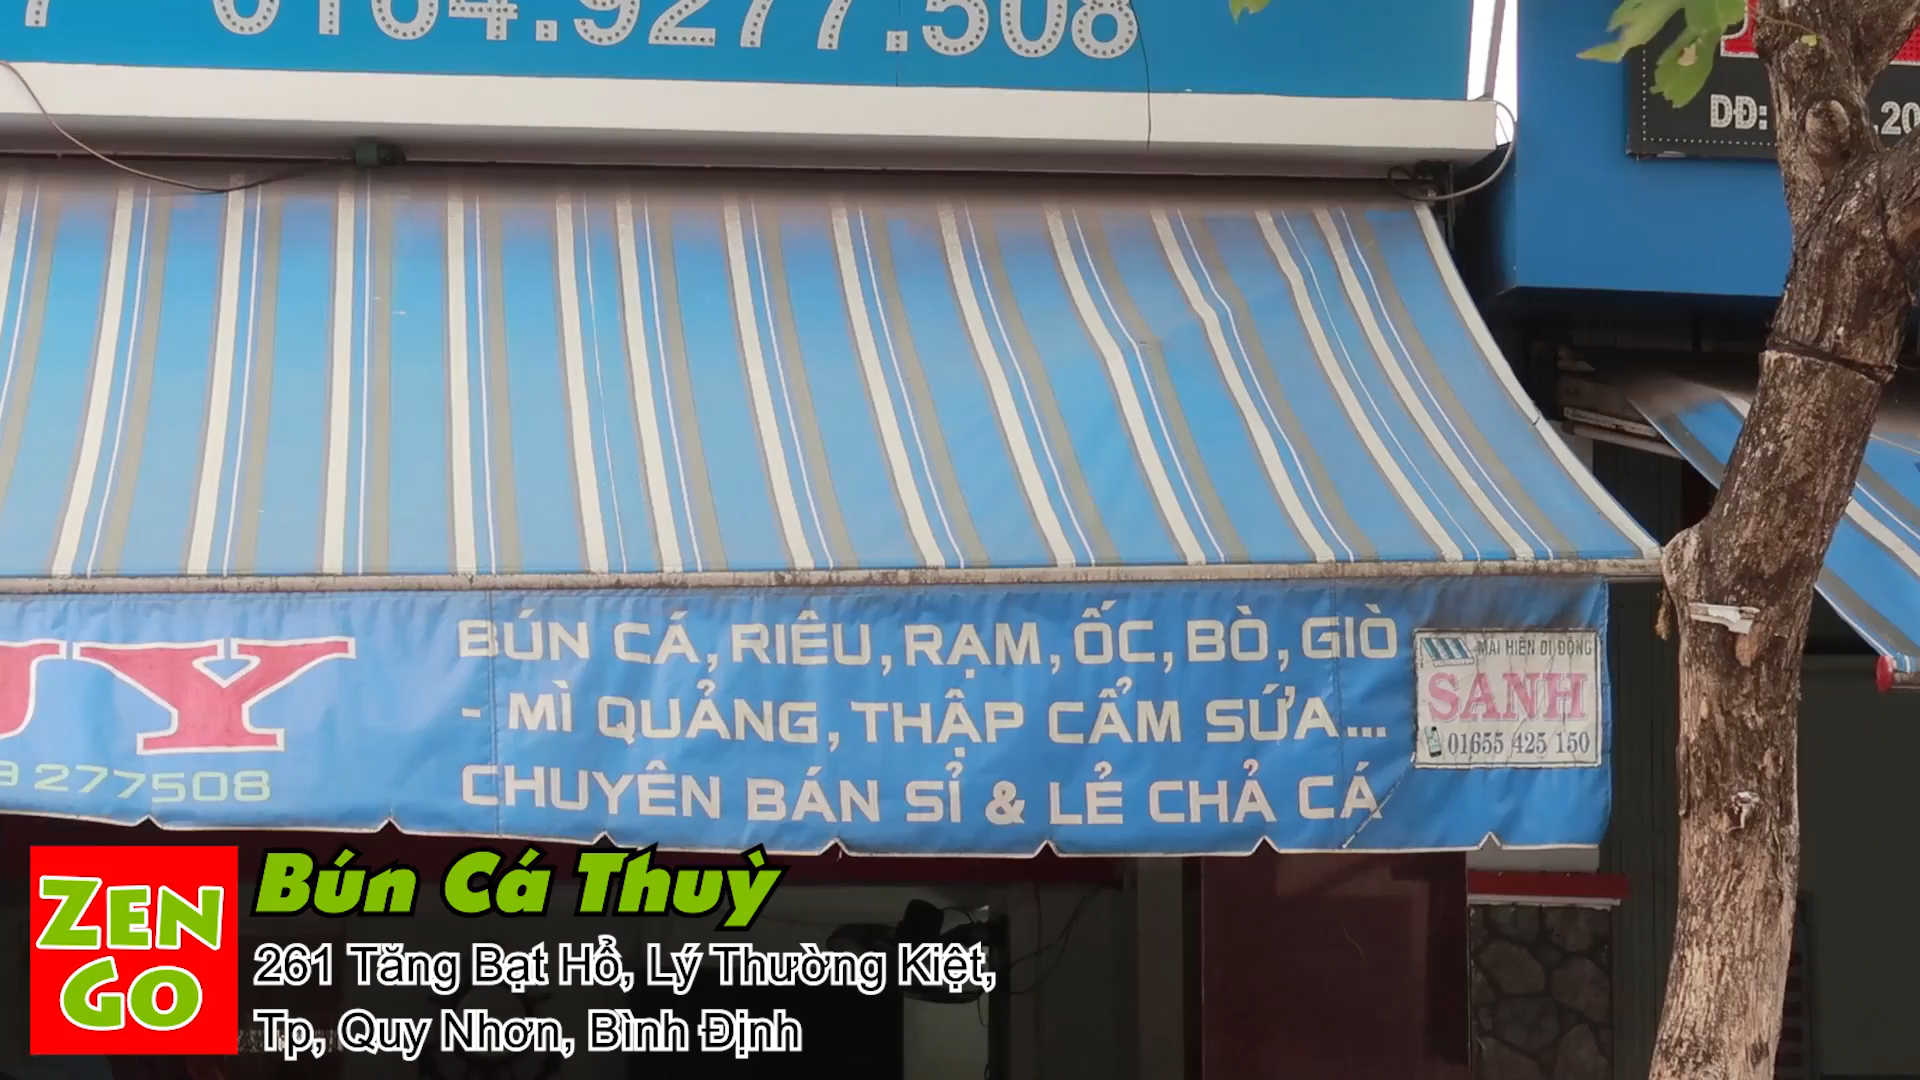 0164.9277.508
DĐ:
BÚN CÁ, RIÊU, RẠM, ỐC, BÒ, GIÒ
- MÌ QUẢNG, THẬP CẨM SỨA...
CHUYÊN BÁN SỈ & LẺ CHẢ CÁ
UY
277508
MÁI HIÊN DI ĐỘNG
SANH
01655 425 150
ZEN
GO
Bún Cá Thuỳ
261 Tăng Bạt Hổ, Lý Thường Kiệt,
Tp, Quy Nhơn, Bình Định